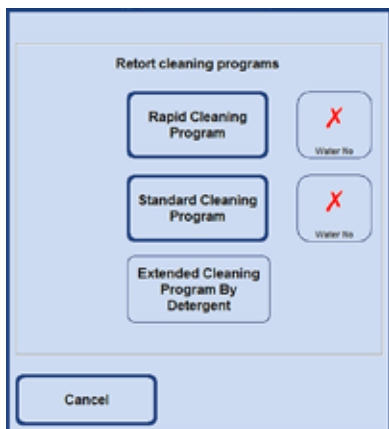 Retort cleaning programs
Rapid Cleaning
Program
Water No
Standard Cleaning
Program
Water No
Extended Cleaning
Program By
Detergent
Cancel